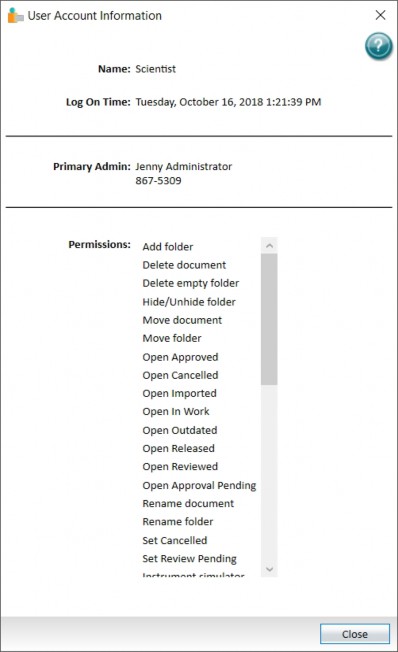 User Account Information
?
Name: Scientist
Log On Time: Tuesday, October 16, 2018 1:21:39 PM
Primary Admin: Jenny Administrator
867-5309
Permissions: Add folder
Delete document
Delete empty folder
Hide/Unhide folder
Move document
Move folder
Open Approved
Open Cancelled
Open Imported
Open In Work
Open Outdated
Open Released
Open Reviewed
Open Approval Pending
Rename document
Rename folder
Set Cancelled
Set Review Pending
Instrument simulator
Close